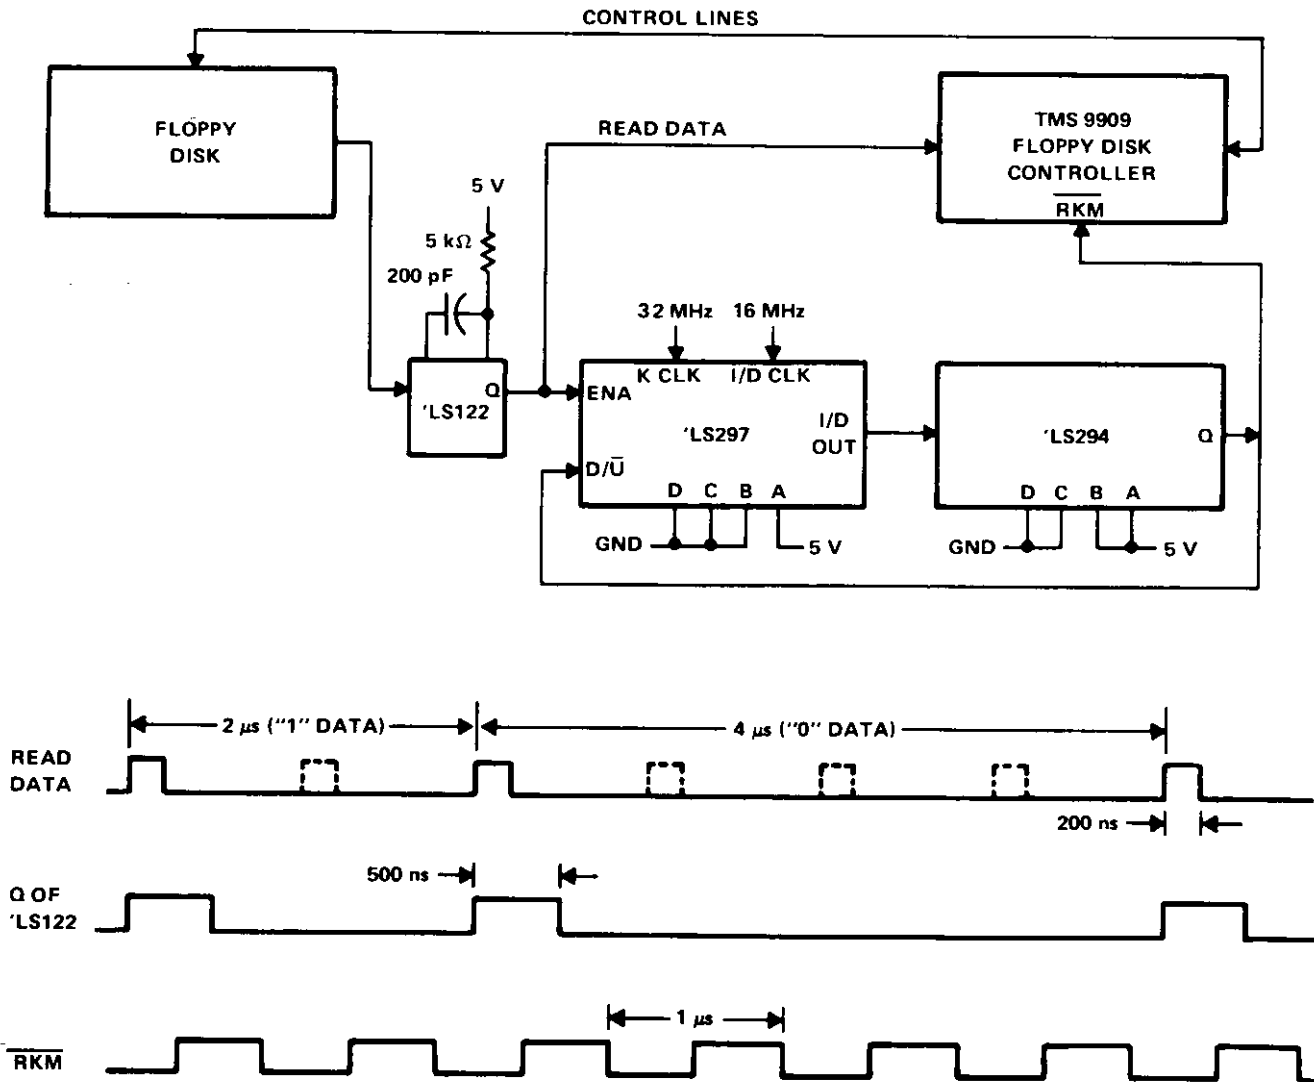 CONTROL LINES
FLOPPY
DISK
READ DATA
TMS 9909
FLOPPY DISK
CONTROLLER
RKM
5 V
5 kΩ
200 pF
32 MHz 16 MHz
K CLK I/D CLK
Q
'LS122
ENA
'LS297
I/D
OUT
D/U̅
D C B A
GND
5 V
'LS294
Q
D C B A
GND
5 V
2 μs ("1" DATA)
4 μs ("0" DATA)
READ
DATA
200 ns
500 ns
Q OF
'LS122
1 μs
RKM